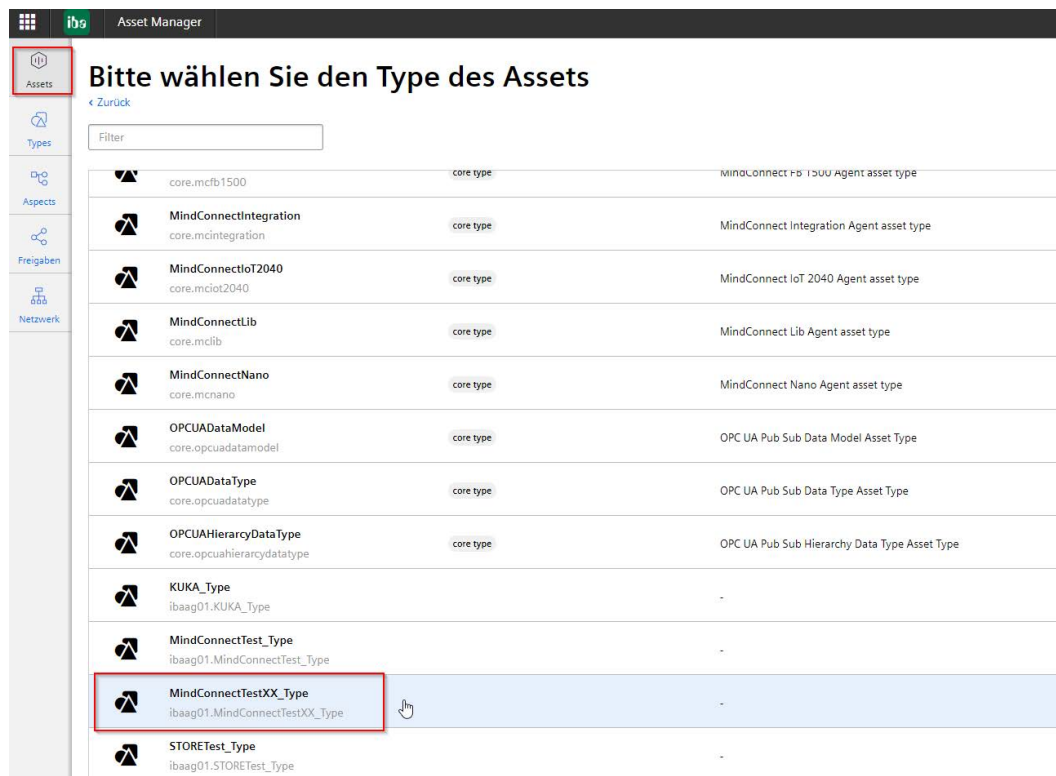 iba Asset Manager
Assets
Types
Aspects
Freigaben
Netzwerk
Bitte wählen Sie den Type des Assets
‹ Zurück
Filter
core.mcfb1500 core type MindConnect FB 1500 Agent asset type
MindConnectIntegration
core.mcintegration core type MindConnect Integration Agent asset type
MindConnectIoT2040
core.mciot2040 core type MindConnect IoT 2040 Agent asset type
MindConnectLib
core.mclib core type MindConnect Lib Agent asset type
MindConnectNano
core.mcnano core type MindConnect Nano Agent asset type
OPCUADataModel
core.opcuadatamodel core type OPC UA Pub Sub Data Model Asset Type
OPCUADataType
core.opcuadatatype core type OPC UA Pub Sub Data Type Asset Type
OPCUAHierarcyDataType
core.opcuahierarcydatatype core type OPC UA Pub Sub Hierarchy Data Type Asset Type
KUKA_Type
ibaag01.KUKA_Type -
MindConnectTest_Type
ibaag01.MindConnectTest_Type -
MindConnectTestXX_Type
ibaag01.MindConnectTestXX_Type -
STORETest_Type
ibaag01.STORETest_Type -